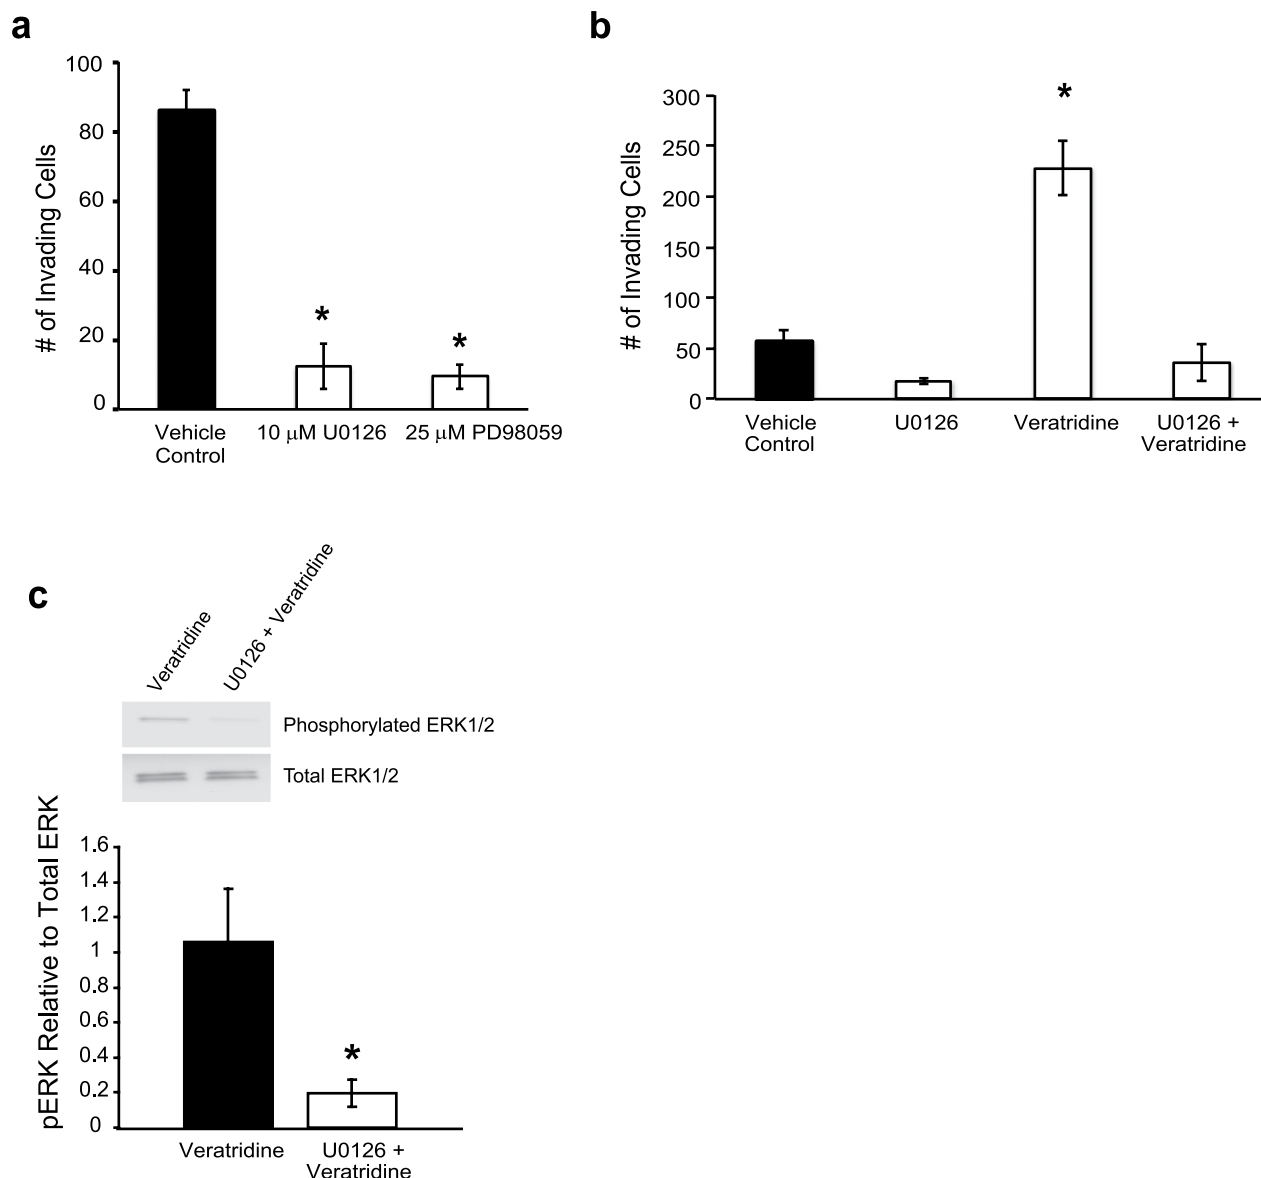 a
100
80
60
40
20
0
# of Invading Cells
*
*
Vehicle
Control
10 μM U0126
25 μM PD98059
b
300
250
200
150
100
50
0
# of Invading Cells
*
Vehicle
Control
U0126
Veratridine
U0126 +
Veratridine
c
Veratridine
U0126 + Veratridine
Phosphorylated ERK1/2
Total ERK1/2
pERK Relative to Total ERK
1.6
1.4
1.2
1
0.8
0.6
0.4
0.2
0
*
Veratridine
U0126 +
Veratridine